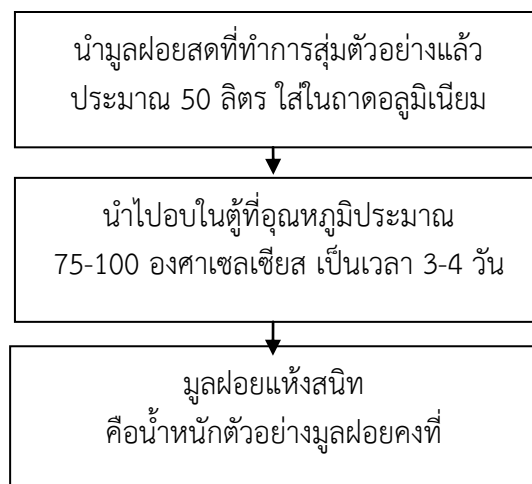 นำมูลฝอยสดที่ทำการสุ่มตัวอย่างแล้ว
ประมาณ 50 ลิตร ใส่ในถาดอลูมิเนียม
นำไปอบในตู้ที่อุณหภูมิประมาณ
75-100 องศาเซลเซียส เป็นเวลา 3-4 วัน
มูลฝอยแห้งสนิท
คือน้ำหนักตัวอย่างมูลฝอยคงที่